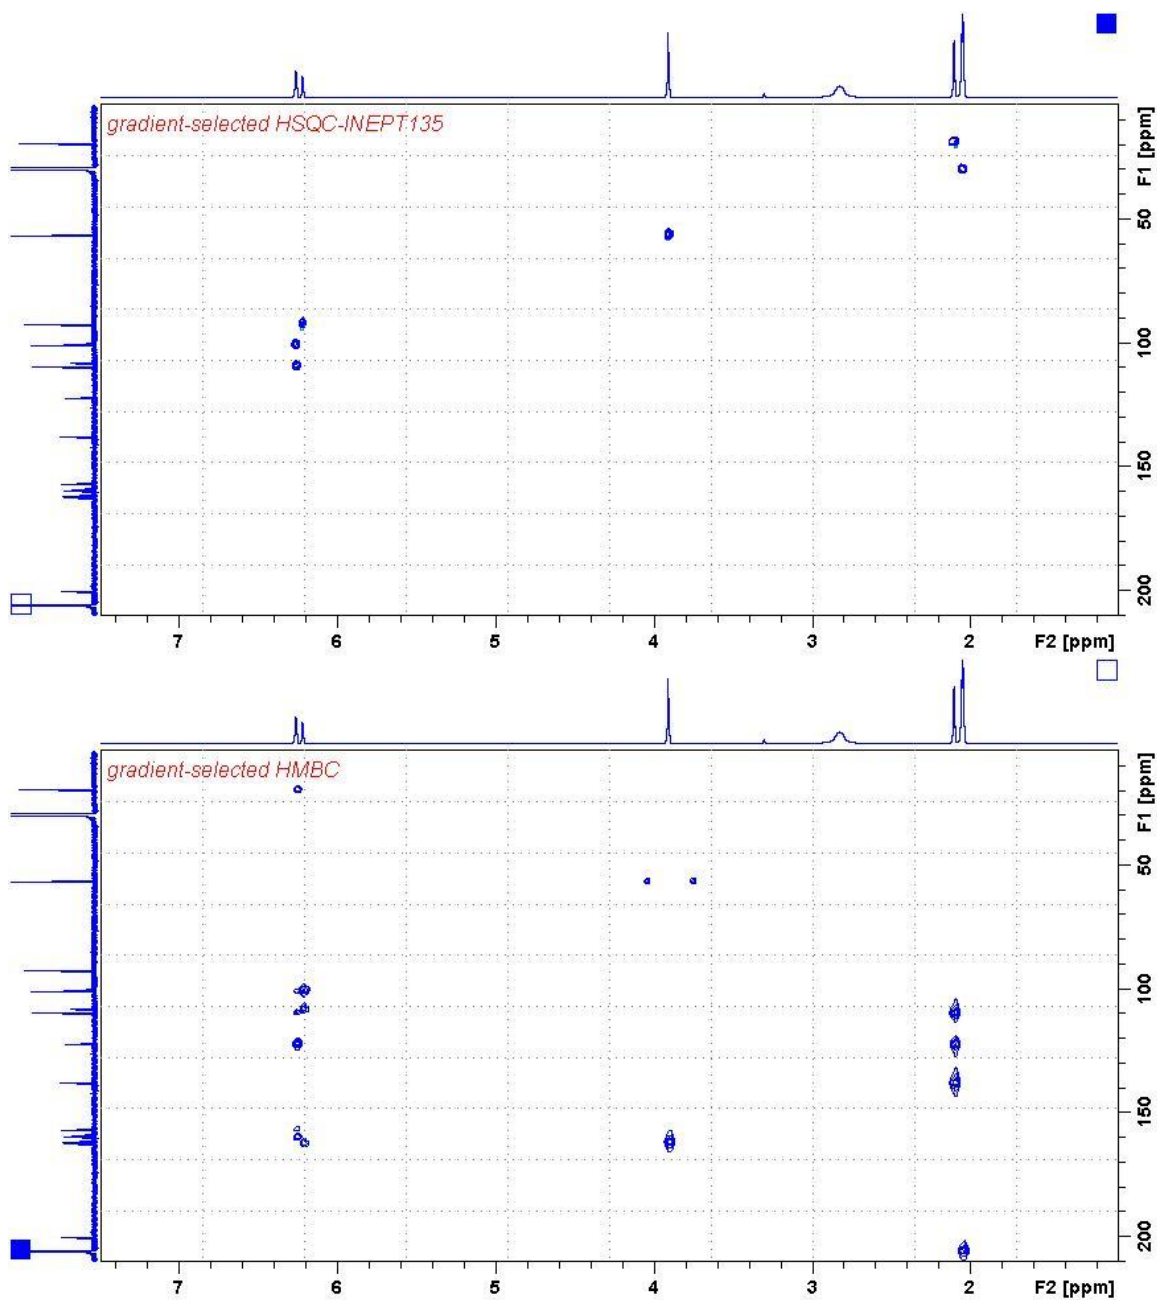 gradient-selected HSQC-INEPT135
50
100
150
200
F1 [ppm]
7 6 5 4 3 2 F2 [ppm]
gradient-selected HMBC
50
100
150
200
F1 [ppm]
7 6 5 4 3 2 F2 [ppm]